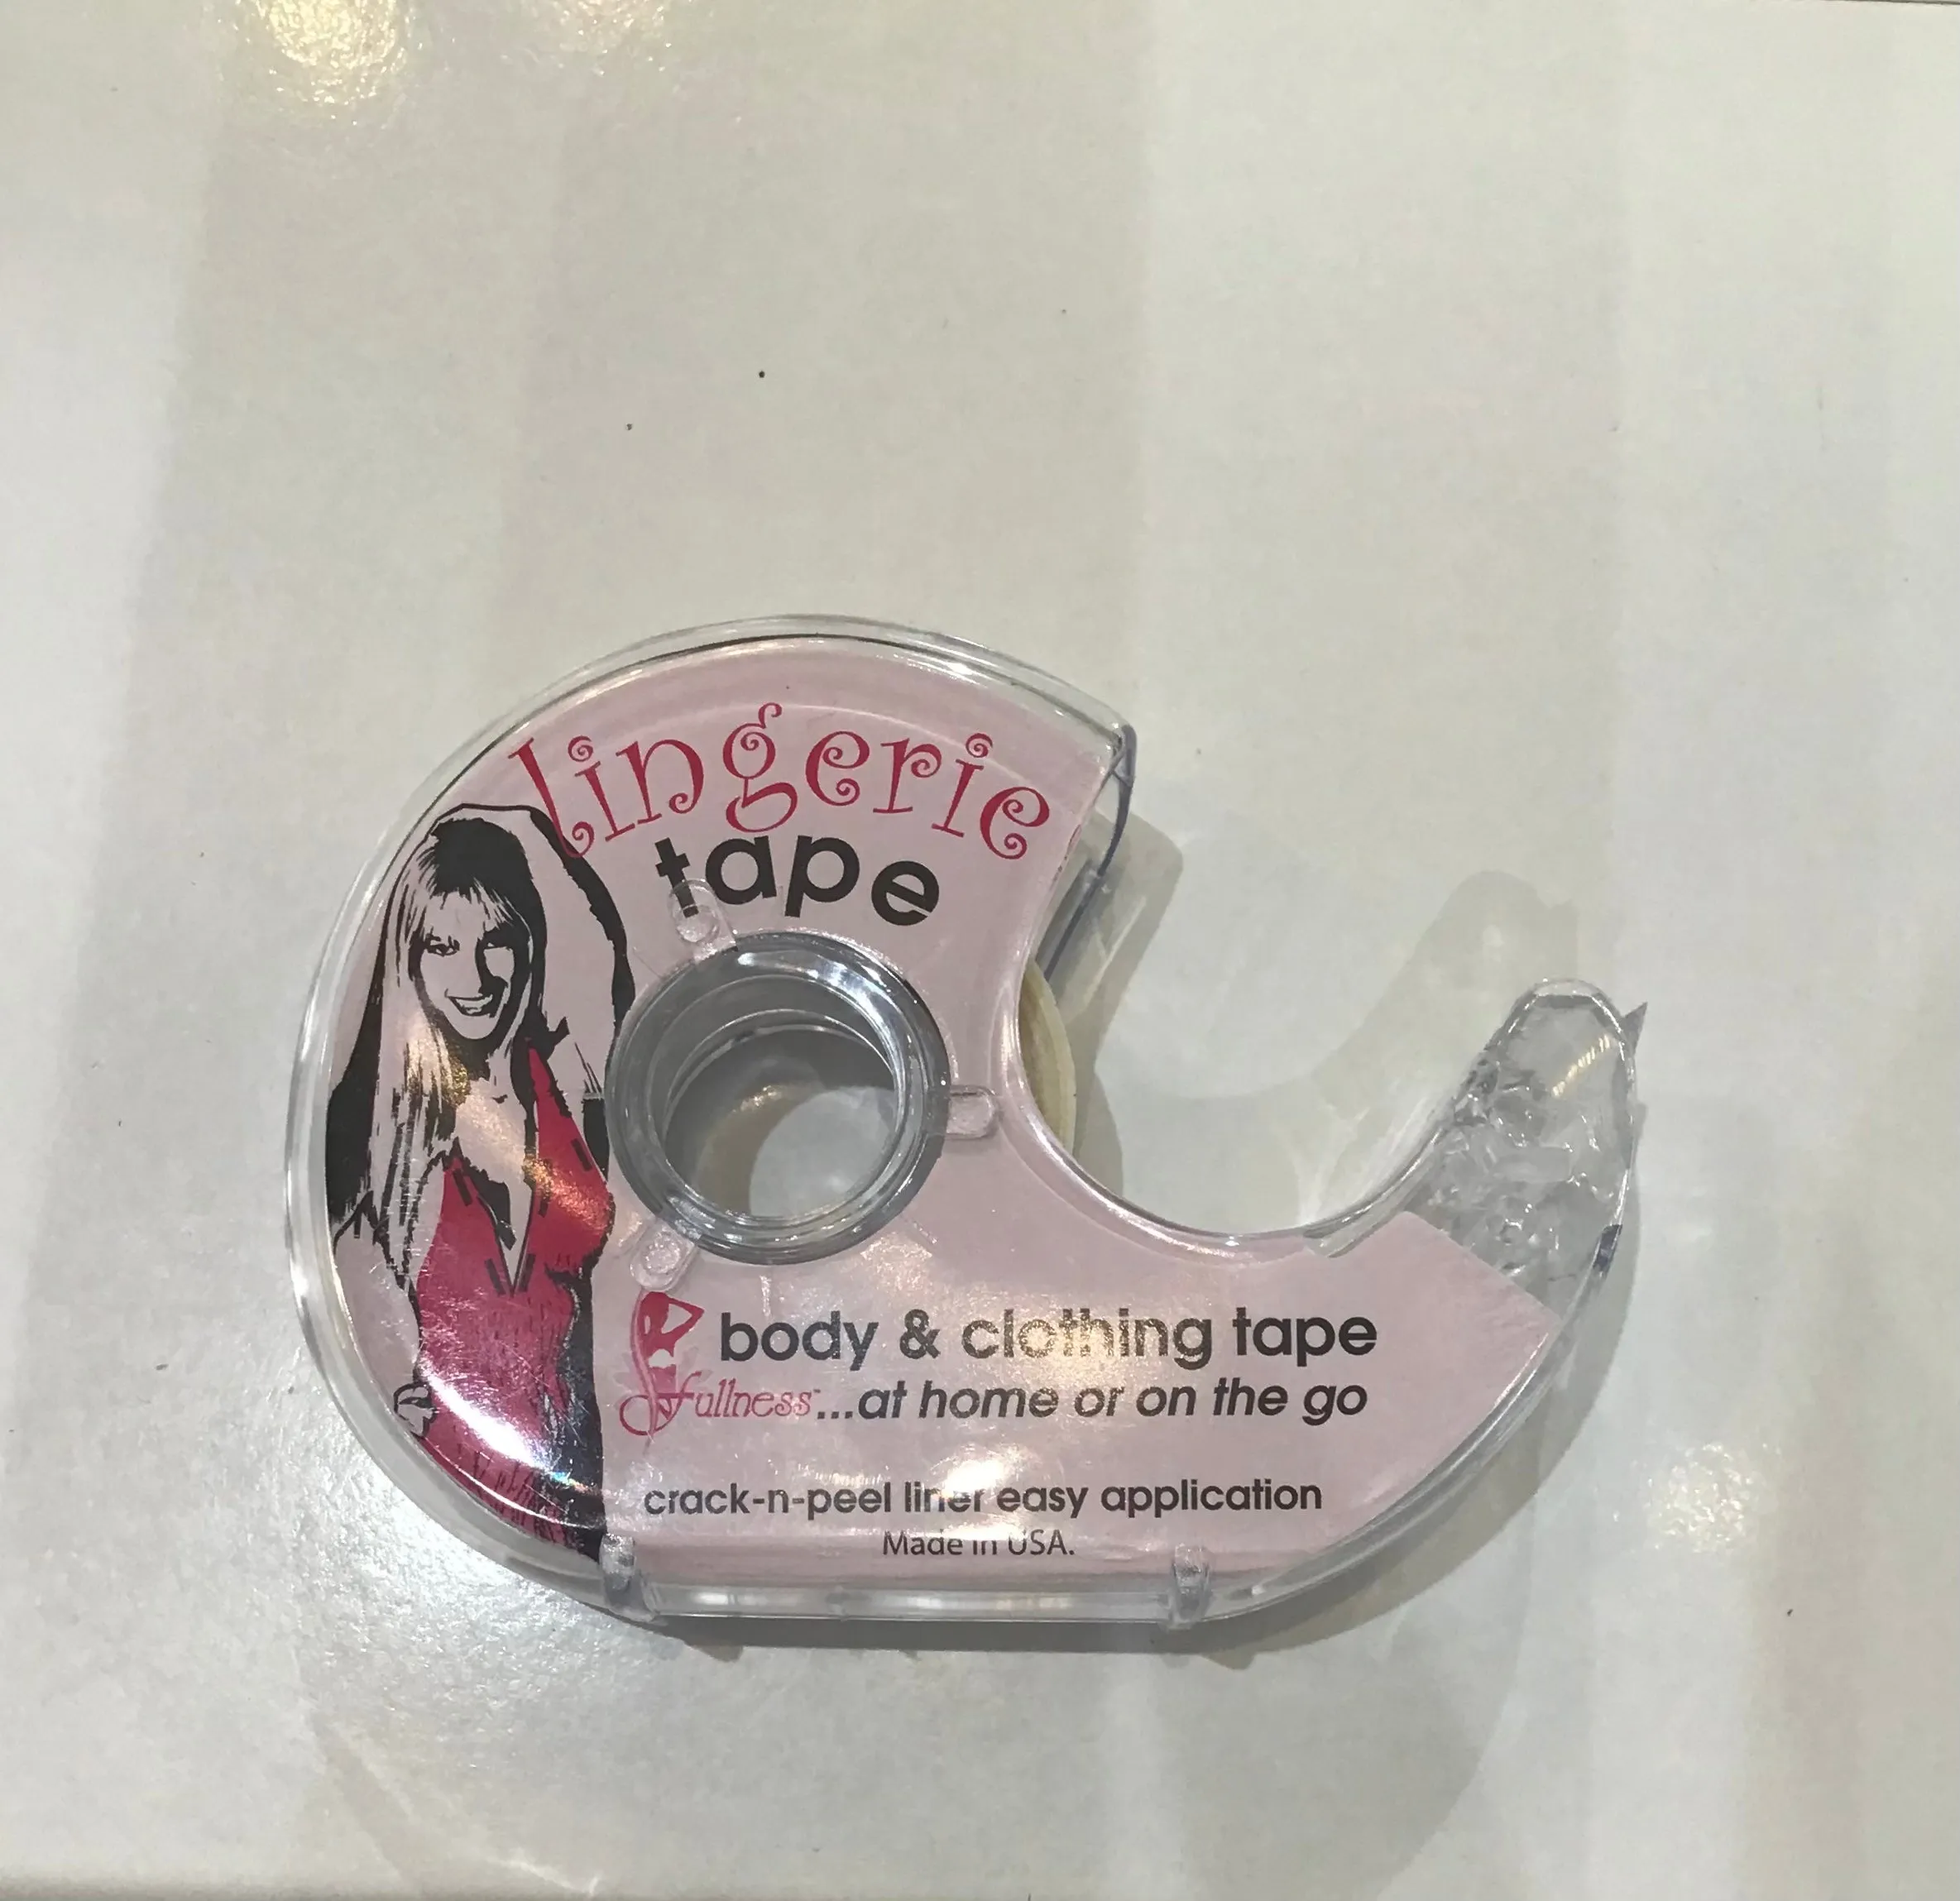 lingerie
tape
body & clothing tape
fullness™...at home or on the go
crack-n-peel liner easy application
Made in USA.